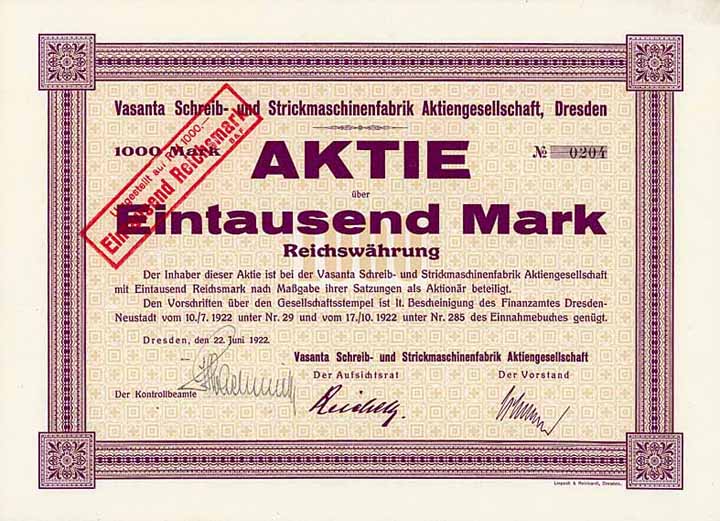 Vasanta Schreib- und Strickmaschinenfabrik Aktiengesellschaft, Dresden
1000 Mark AKTIE № 0204
über
Eintausend Mark
Reichswährung
Umgestellt auf RM 1000.—
Eintausend Reichsmark
Der Inhaber dieser Aktie ist bei der Vasanta Schreib- und Strickmaschinenfabrik Aktiengesellschaft
mit Eintausend Reichsmark nach Maßgabe ihrer Satzungen als Aktionär beteiligt.
Den Vorschriften über den Gesellschaftsstempel ist lt. Bescheinigung des Finanzamtes Dresden-
Neustadt vom 10./7. 1922 unter Nr. 29 und vom 17./10. 1922 unter Nr. 285 des Einnahmebuches genügt.
Dresden, den 22. Juni 1922.
Vasanta Schreib- und Strickmaschinenfabrik Aktiengesellschaft
Der Aufsichtsrat Der Vorstand
Der Kontrollbeamte